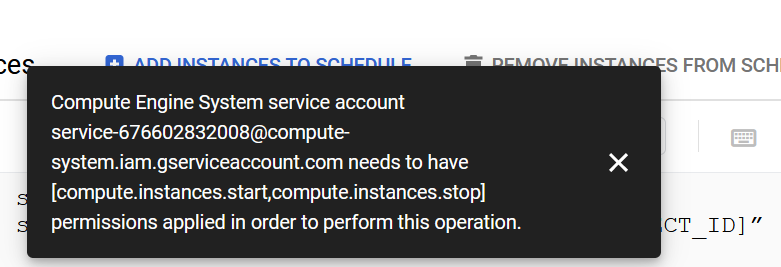 ces
ADD INSTANCES TO SCHEDULE
REMOVE INSTANCES FROM SCH
Compute Engine System service account
service-676602832008@compute-
system.iam.gserviceaccount.com needs to have
[compute.instances.start,compute.instances.stop]
permissions applied in order to perform this operation.
s
s
CT_ID]”